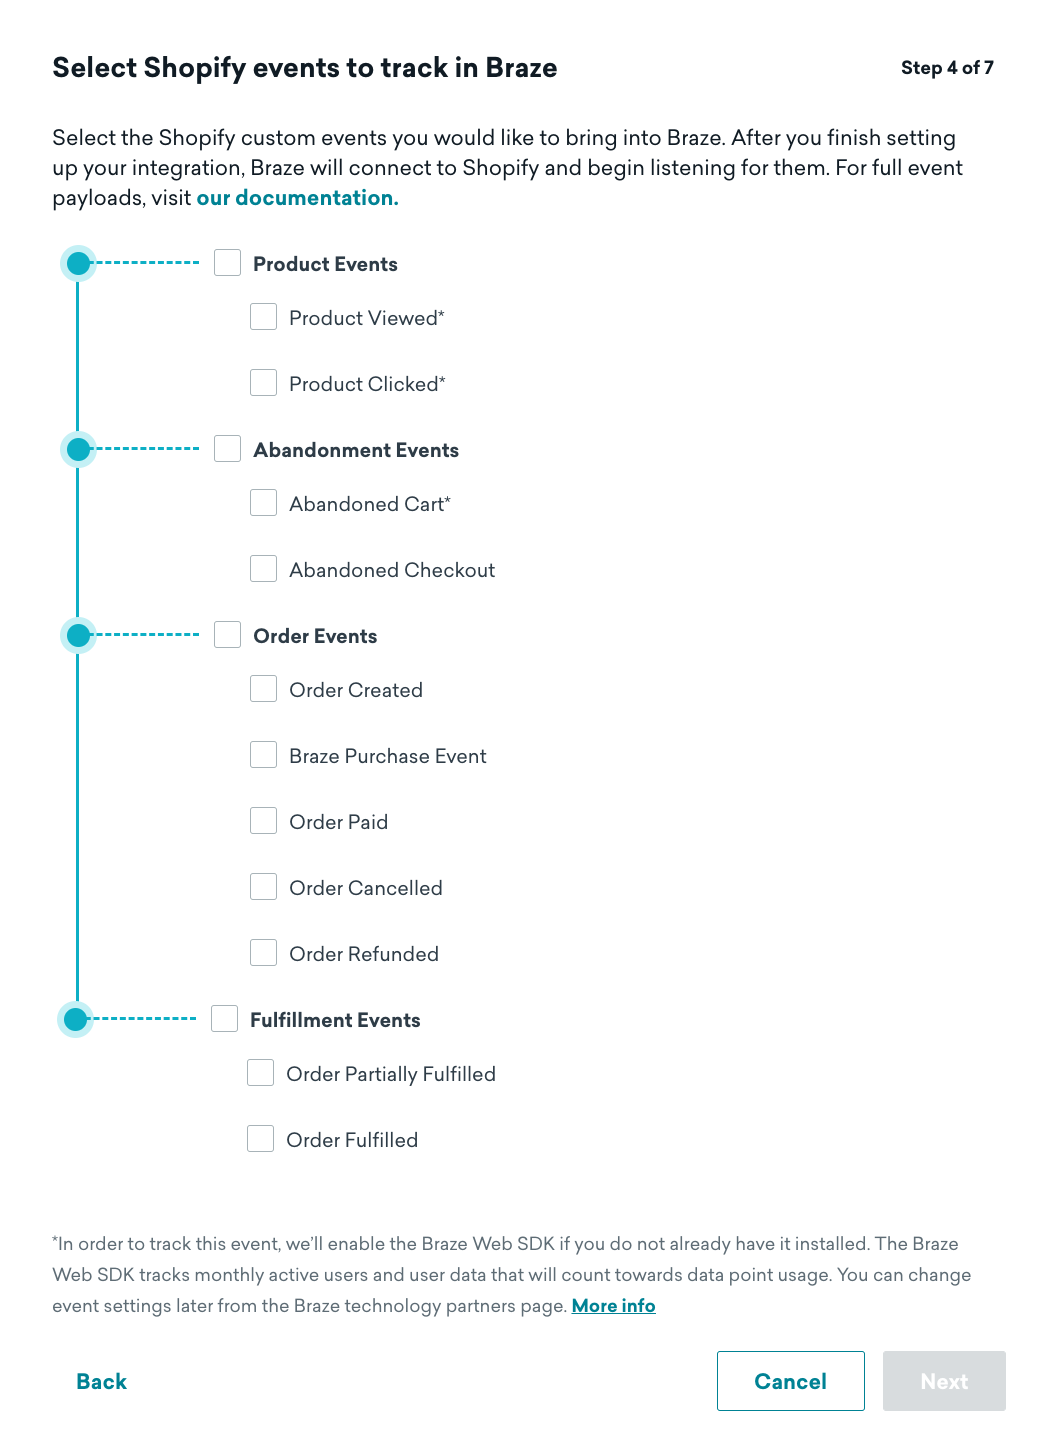 Select Shopify events to track in Braze
Step 4 of 7
Select the Shopify custom events you would like to bring into Braze. After you finish setting
up your integration, Braze will connect to Shopify and begin listening for them. For full event
payloads, visit our documentation.
Product Events
Product Viewed*
Product Clicked*
Abandonment Events
Abandoned Cart*
Abandoned Checkout
Order Events
Order Created
Braze Purchase Event
Order Paid
Order Cancelled
Order Refunded
Fulfillment Events
Order Partially Fulfilled
Order Fulfilled
*In order to track this event, we’ll enable the Braze Web SDK if you do not already have it installed. The Braze
Web SDK tracks monthly active users and user data that will count towards data point usage. You can change
event settings later from the Braze technology partners page. More info
Back
Cancel
Next